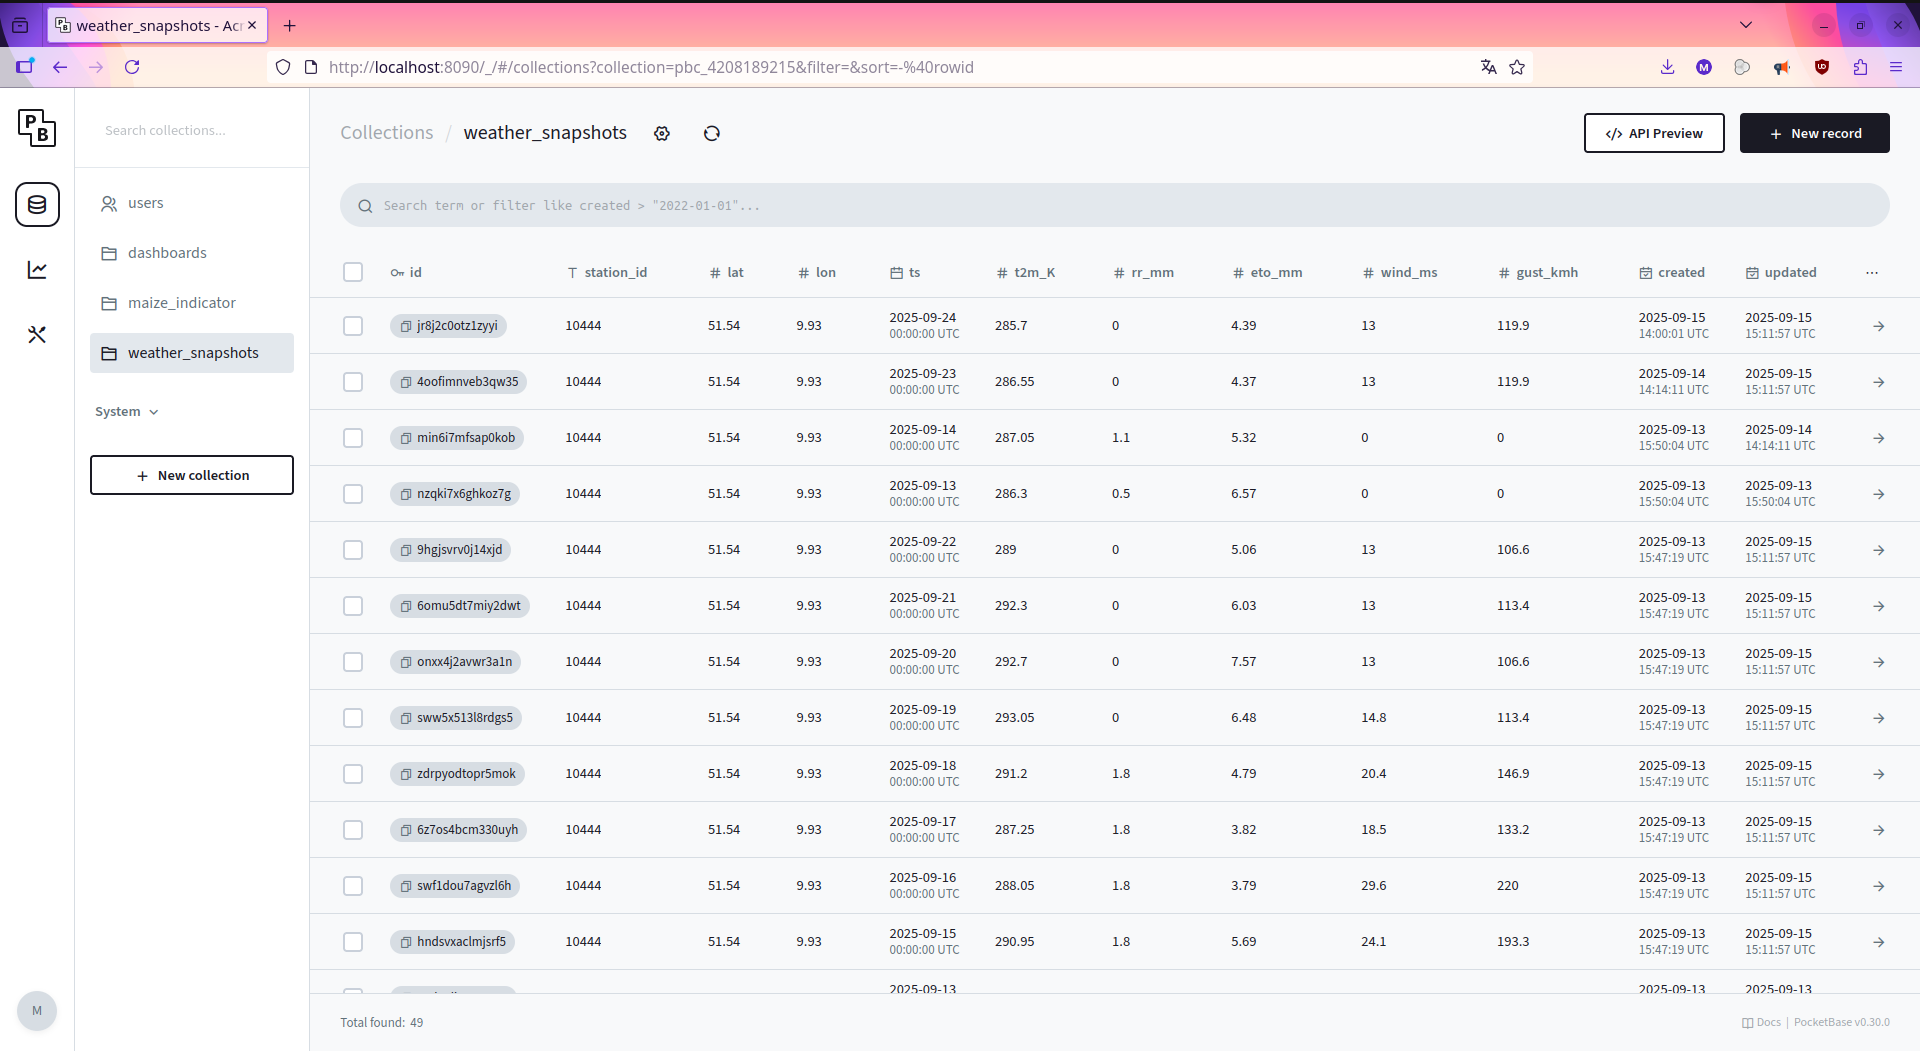 weather_snapshots - Ac
http://localhost:8090/_/#/collections?collection=pbc_4208189215&filter=&sort=-%40rowid
M
P
B
Search collections...
users
dashboards
maize_indicator
weather_snapshots
System
+ New collection
M
Collections / weather_snapshots
</> API Preview
+ New record
Search term or filter like created > "2022-01-01"...
id T station_id # lat # lon ts # t2m_K # rr_mm # eto_mm # wind_ms # gust_kmh created updated ...
jr8j2c0otz1zyyi 10444 51.54 9.93 2025-09-24 285.7 0 4.39 13 119.9 2025-09-15 2025-09-15
00:00:00 UTC 14:00:01 UTC 15:11:57 UTC
4oofimnveb3qw35 10444 51.54 9.93 2025-09-23 286.55 0 4.37 13 119.9 2025-09-14 2025-09-15
00:00:00 UTC 14:14:11 UTC 15:11:57 UTC
min6i7mfsap0kob 10444 51.54 9.93 2025-09-14 287.05 1.1 5.32 0 0 2025-09-13 2025-09-14
00:00:00 UTC 15:50:04 UTC 14:14:11 UTC
nzqki7x6ghkoz7g 10444 51.54 9.93 2025-09-13 286.3 0.5 6.57 0 0 2025-09-13 2025-09-13
00:00:00 UTC 15:50:04 UTC 15:50:04 UTC
9hgjsvrv0j14xjd 10444 51.54 9.93 2025-09-22 289 0 5.06 13 106.6 2025-09-13 2025-09-15
00:00:00 UTC 15:47:19 UTC 15:11:57 UTC
6omu5dt7miy2dwt 10444 51.54 9.93 2025-09-21 292.3 0 6.03 13 113.4 2025-09-13 2025-09-15
00:00:00 UTC 15:47:19 UTC 15:11:57 UTC
onxx4j2avwr3a1n 10444 51.54 9.93 2025-09-20 292.7 0 7.57 13 106.6 2025-09-13 2025-09-15
00:00:00 UTC 15:47:19 UTC 15:11:57 UTC
sww5x513l8rdgs5 10444 51.54 9.93 2025-09-19 293.05 0 6.48 14.8 113.4 2025-09-13 2025-09-15
00:00:00 UTC 15:47:19 UTC 15:11:57 UTC
zdrpyodtopr5mok 10444 51.54 9.93 2025-09-18 291.2 1.8 4.79 20.4 146.9 2025-09-13 2025-09-15
00:00:00 UTC 15:47:19 UTC 15:11:57 UTC
6z7os4bcm330uyh 10444 51.54 9.93 2025-09-17 287.25 1.8 3.82 18.5 133.2 2025-09-13 2025-09-15
00:00:00 UTC 15:47:19 UTC 15:11:57 UTC
swf1dou7agvzl6h 10444 51.54 9.93 2025-09-16 288.05 1.8 3.79 29.6 220 2025-09-13 2025-09-15
00:00:00 UTC 15:47:19 UTC 15:11:57 UTC
hndsvxaclmjsrf5 10444 51.54 9.93 2025-09-15 290.95 1.8 5.69 24.1 193.3 2025-09-13 2025-09-15
00:00:00 UTC 15:47:19 UTC 15:11:57 UTC
2025-09-13 2025-09-13 2025-09-13
Total found: 49
Docs | PocketBase v0.30.0